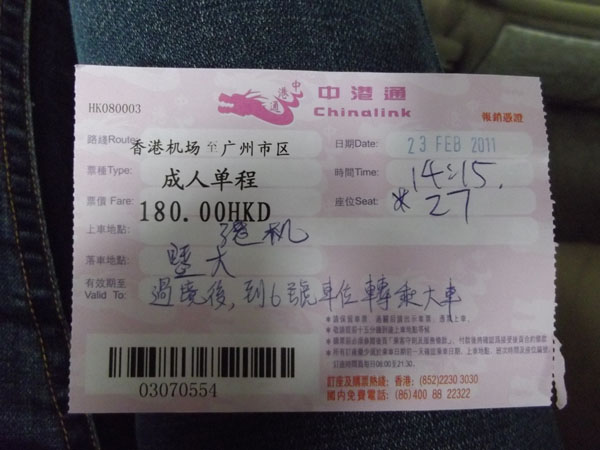 HK080003
中港通
中港通
Chinalink
報銷憑證
路綫Route:
香港机场至广州市区
日期Date:
23 FEB 2011
票種Type:
成人单程
時間Time:
14:15
票價 Fare:
180.00HKD
座位Seat:
*27
上車地點:
港机
落車地點:
暨大
有效期至
Valid To:
過境後,到6號車位轉乘大車
03070554
訂座及購票熱綫: 香港: (852)2230 3030
國内免費電話: (86)400 88 22322